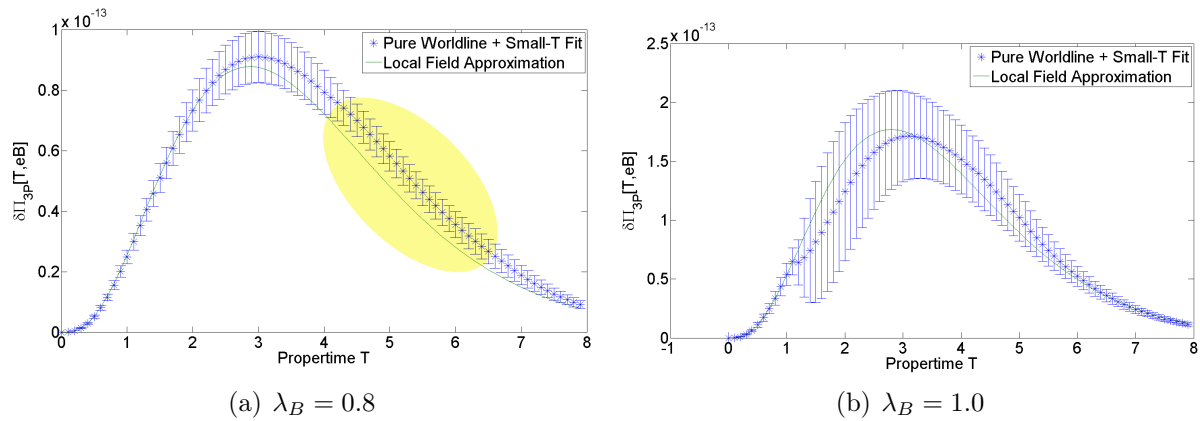 1 x 10⁻¹³
Pure Worldline + Small-T Fit
Local Field Approximation
0.8
0.6
0.4
0.2
0
δΠ₃P[T,eB]
0 1 2 3 4 5 6 7 8
Propertime T
(a) λ_B = 0.8
2.5 x 10⁻¹³
Pure Worldline + Small-T Fit
Local Field Approximation
2
1.5
1
0.5
0
δΠ₃P[T,eB]
-1 0 1 2 3 4 5 6 7 8
Propertime T
(b) λ_B = 1.0